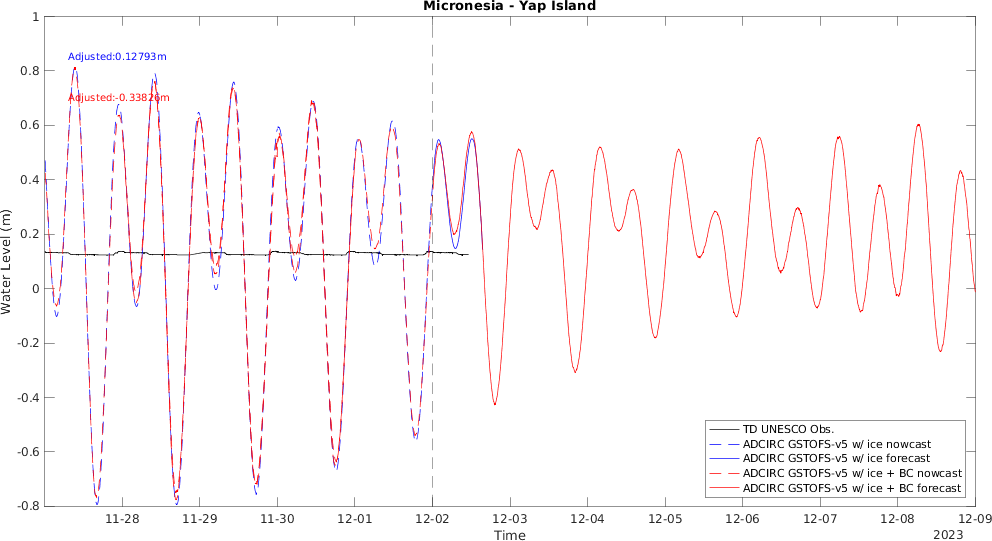 Micronesia - Yap Island
1
0.8
0.6
0.4
0.2
0
-0.2
-0.4
-0.6
-0.8
Water Level (m)
Adjusted:0.12793m
Adjusted:-0.33826m
TD UNESCO Obs.
ADCIRC GSTOFS-v5 w/ ice nowcast
ADCIRC GSTOFS-v5 w/ ice forecast
ADCIRC GSTOFS-v5 w/ ice + BC nowcast
ADCIRC GSTOFS-v5 w/ ice + BC forecast
11-28 11-29 11-30 12-01 12-02 12-03 12-04 12-05 12-06 12-07 12-08 12-09
Time
2023